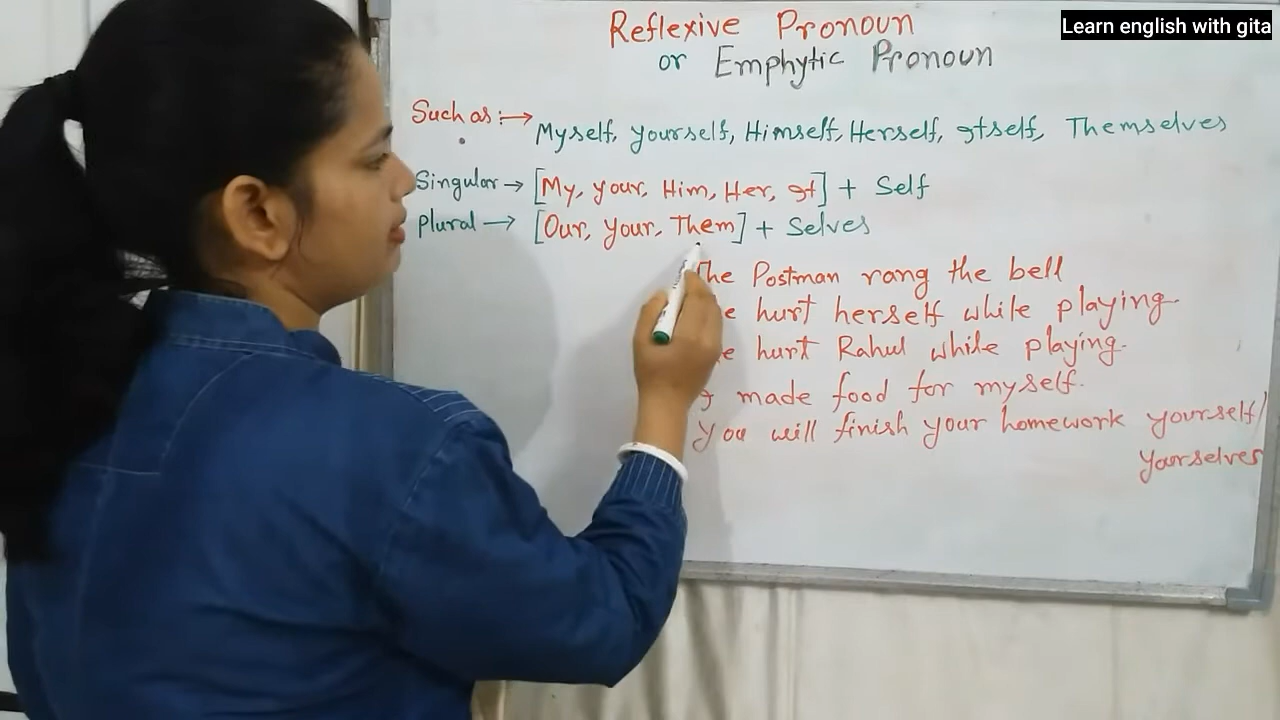 Learn english with gita
Reflexive Pronoun
or Emphytic Pronoun
Such as :→ Myself, yourself, Himself, Herself, Itself, Themselves
Singular → [My, your, Him, Her, It] + Self
Plural → [Our, your, Them] + Selves
The Postman rang the bell
hurt herself while playing.
hurt Rahul while playing.
I made food for myself.
You will finish your homework yourself/
Yourselves